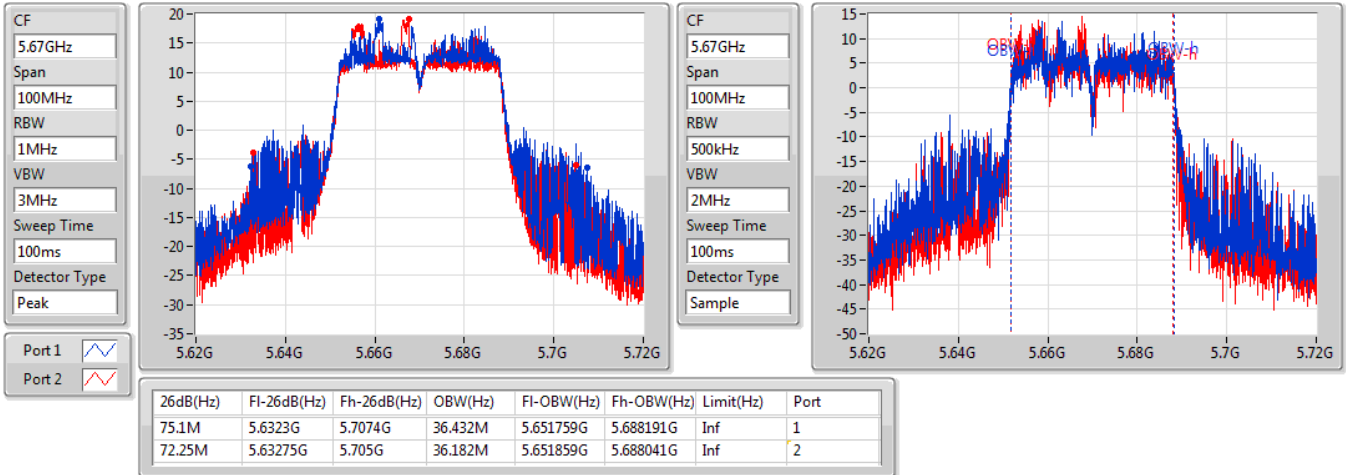 CF
5.67GHz
Span
100MHz
RBW
1MHz
VBW
3MHz
Sweep Time
100ms
Detector Type
Peak
Port 1
Port 2
20
15
10
5
0
-5
-10
-15
-20
-25
-30
-35
5.62G 5.64G 5.66G 5.68G 5.7G 5.72G
CF
5.67GHz
Span
100MHz
RBW
500kHz
VBW
2MHz
Sweep Time
100ms
Detector Type
Sample
15
10
5
0
-5
-10
-15
-20
-25
-30
-35
-40
-45
-50
OBW-h
5.62G 5.64G 5.66G 5.68G 5.7G 5.72G
26dB(Hz) Fl-26dB(Hz) Fh-26dB(Hz) OBW(Hz) Fl-OBW(Hz) Fh-OBW(Hz) Limit(Hz) Port
75.1M 5.6323G 5.7074G 36.432M 5.651759G 5.688191G Inf 1
72.25M 5.63275G 5.705G 36.182M 5.651859G 5.688041G Inf 2